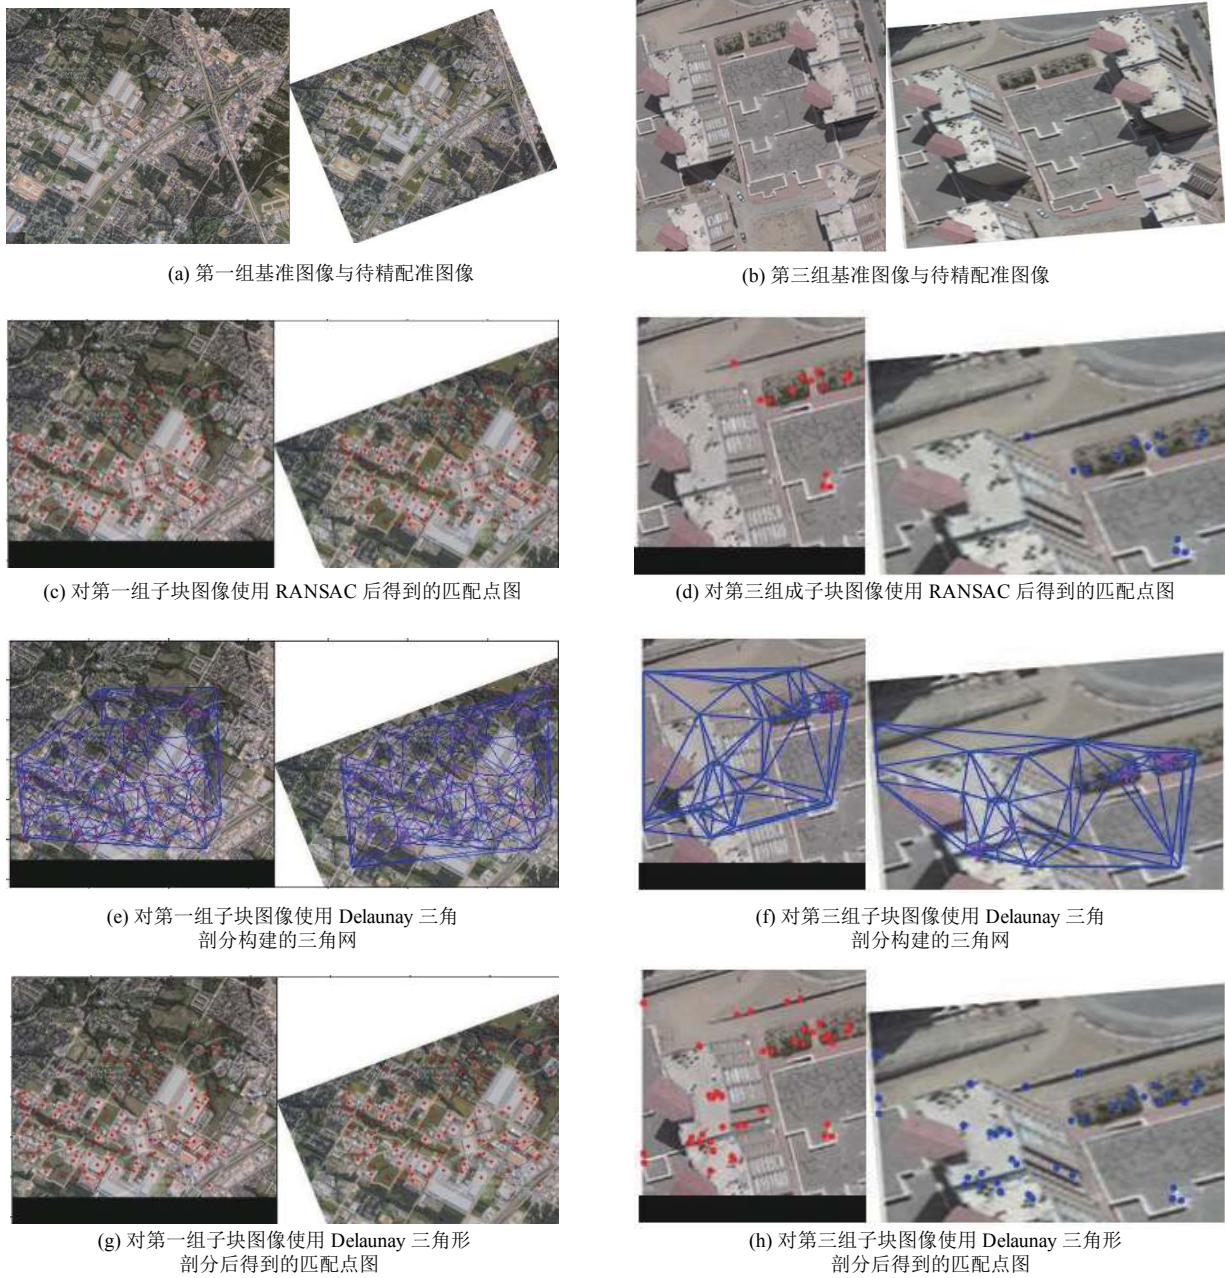 (a) 第一组基准图像与待精配准图像
(b) 第三组基准图像与待精配准图像
(c) 对第一组子块图像使用 RANSAC 后得到的匹配点图
(d) 对第三组成子块图像使用 RANSAC 后得到的匹配点图
(e) 对第一组子块图像使用 Delaunay 三角
剖分构建的三角网
(f) 对第三组子块图像使用 Delaunay 三角
剖分构建的三角网
(g) 对第一组子块图像使用 Delaunay 三角形
剖分后得到的匹配点图
(h) 对第三组子块图像使用 Delaunay 三角形
剖分后得到的匹配点图